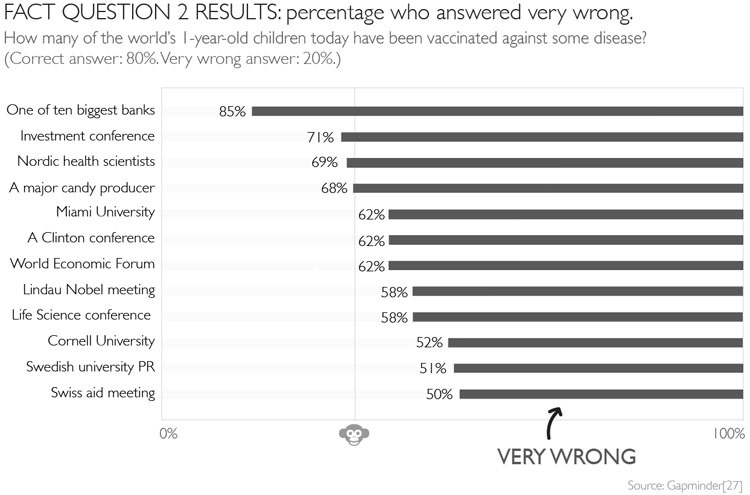 FACT QUESTION 2 RESULTS: percentage who answered very wrong.
How many of the world's 1-year-old children today have been vaccinated against some disease?
(Correct answer: 80%. Very wrong answer: 20%.)
One of ten biggest banks 85%
Investment conference 71%
Nordic health scientists 69%
A major candy producer 68%
Miami University 62%
A Clinton conference 62%
World Economic Forum 62%
Lindau Nobel meeting 58%
Life Science conference 58%
Cornell University 52%
Swedish university PR 51%
Swiss aid meeting 50%
0% 100%
VERY WRONG
Source: Gapminder[27]